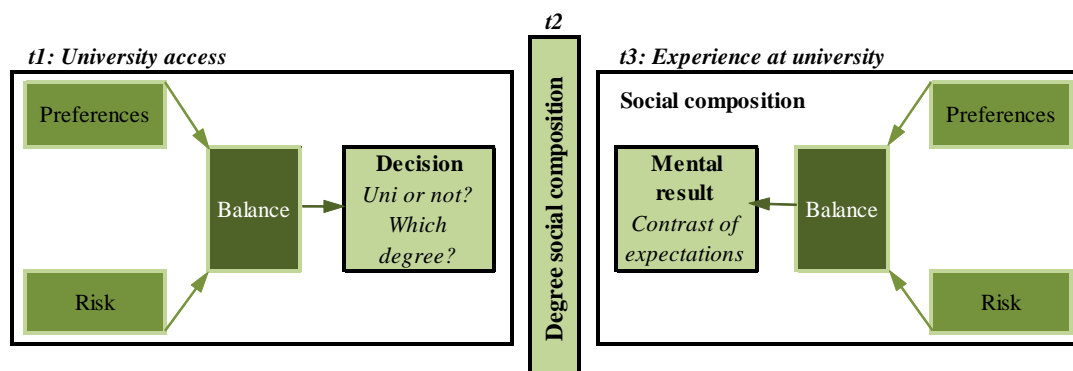 t1: University access
Preferences
Balance
Risk
Decision
Uni or not?
Which
degree?
t2
Degree social composition
t3: Experience at university
Social composition
Mental
result
Contrast of
expectations
Balance
Preferences
Risk